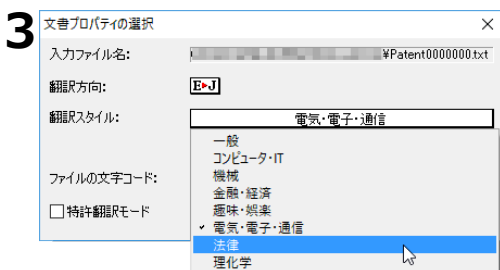 3
文書プロパティの選択
入力ファイル名: ¥Patent0000000.txt
翻訳方向: E▸J
翻訳スタイル: 電気・電子・通信
一般
コンピュータ・IT
機械
金融・経済
ファイルの文字コード:
趣味・娯楽
特許翻訳モード
✓ 電気・電子・通信
法律
理化学